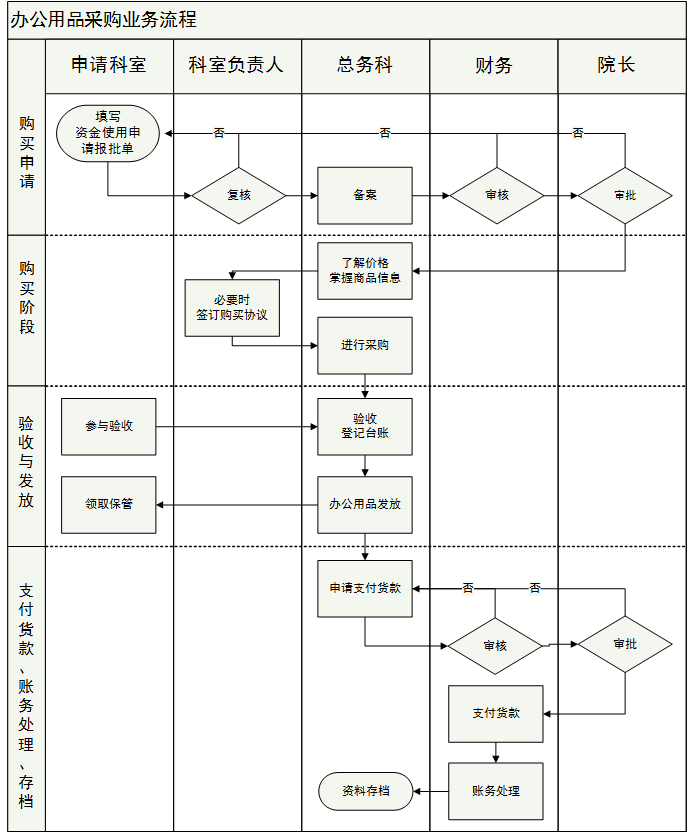 办公用品采购业务流程
申请科室
科室负责人
总务科
财务
院长
购
买
申
请
填写
资金使用申
请报批单
否
否
否
复核
备案
审核
审批
购
买
阶
段
了解价格
掌握商品信息
必要时
签订购买协议
进行采购
验
收
与
发
放
参与验收
验收
登记台账
领取保管
办公用品发放
支
付
货
款
、
账
务
处
理
、
存
档
申请支付货款
否
否
审核
审批
支付货款
资料存档
账务处理